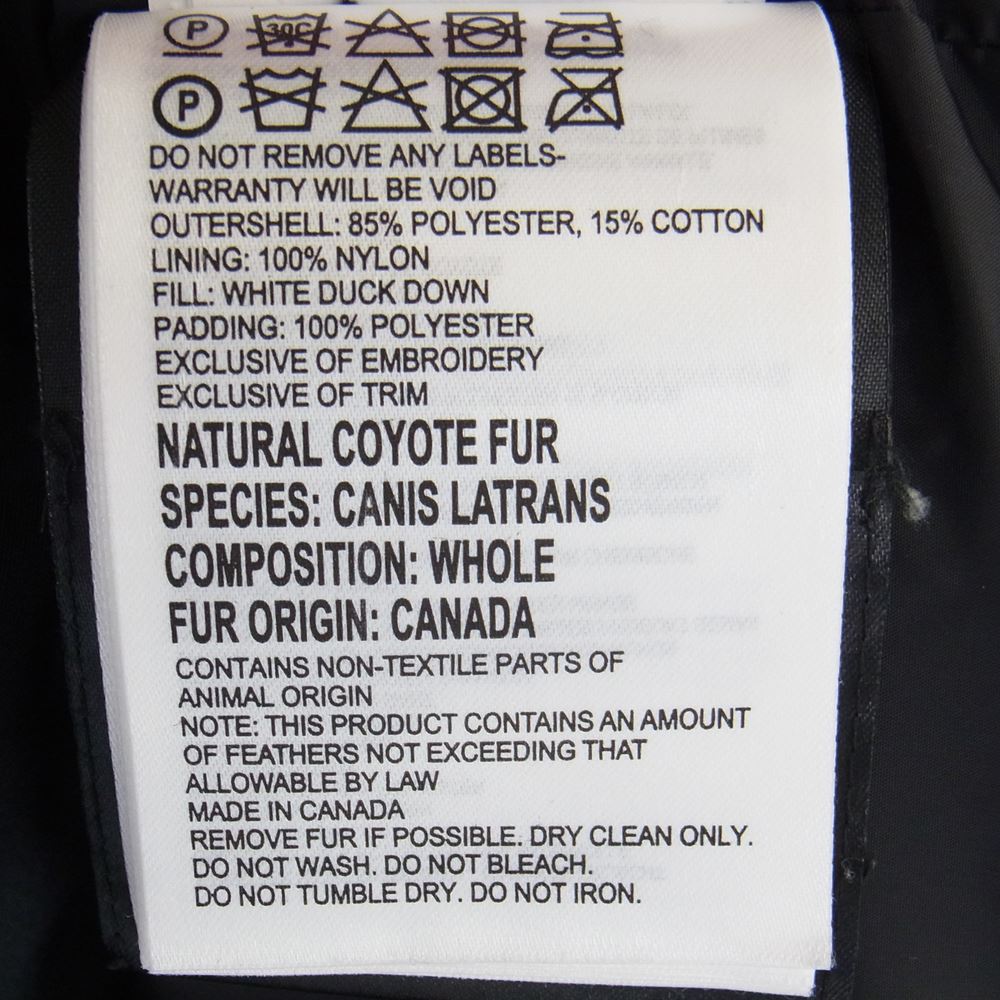 P 30C
P
DO NOT REMOVE ANY LABELS-
WARRANTY WILL BE VOID
OUTERSHELL: 85% POLYESTER, 15% COTTON
LINING: 100% NYLON
FILL: WHITE DUCK DOWN
PADDING: 100% POLYESTER
EXCLUSIVE OF EMBROIDERY
EXCLUSIVE OF TRIM
NATURAL COYOTE FUR
SPECIES: CANIS LATRANS
COMPOSITION: WHOLE
FUR ORIGIN: CANADA
CONTAINS NON-TEXTILE PARTS OF
ANIMAL ORIGIN
NOTE: THIS PRODUCT CONTAINS AN AMOUNT
OF FEATHERS NOT EXCEEDING THAT
ALLOWABLE BY LAW
MADE IN CANADA
REMOVE FUR IF POSSIBLE. DRY CLEAN ONLY.
DO NOT WASH. DO NOT BLEACH.
DO NOT TUMBLE DRY. DO NOT IRON.